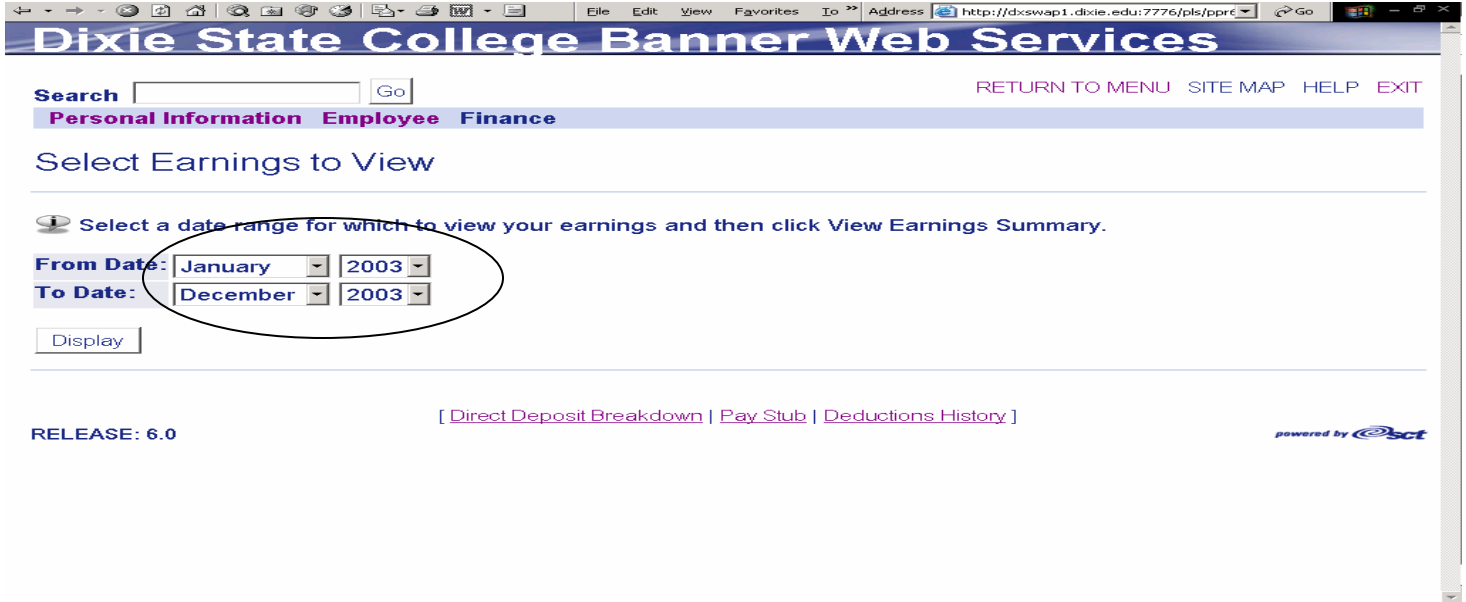 File Edit View Favorites To » Address http://dxswap1.dixie.edu:7776/pls/ppre Go
Dixie State College Banner Web Services
Search Go RETURN TO MENU SITE MAP HELP EXIT
Personal Information Employee Finance
Select Earnings to View
Select a date range for which to view your earnings and then click View Earnings Summary.
From Date: January 2003
To Date: December 2003
Display
[ Direct Deposit Breakdown | Pay Stub | Deductions History ]
RELEASE: 6.0
powered by sct